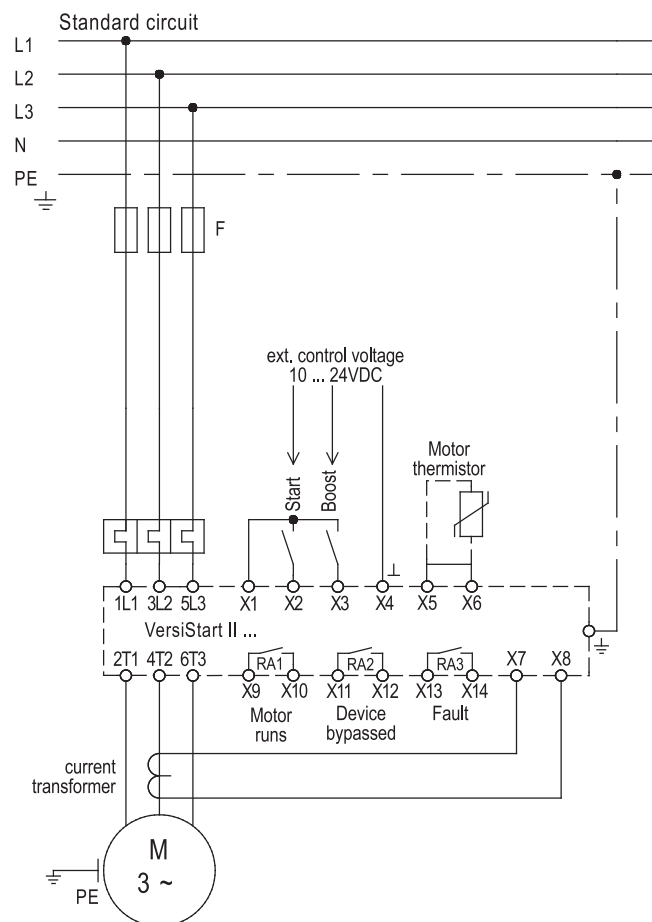 Standard circuit
L1
L2
L3
N
PE
F
ext. control voltage
10 ... 24VDC
Start
Boost
Motor
thermistor
1L1 3L2 5L3 X1 X2 X3 X4 X5 X6
VersiStart II ...
2T1 4T2 6T3 RA1 RA2 RA3 X7 X8
X9 X10 X11 X12 X13 X14
Motor
runs
Device
bypassed
Fault
current
transformer
M
3 ~
PE